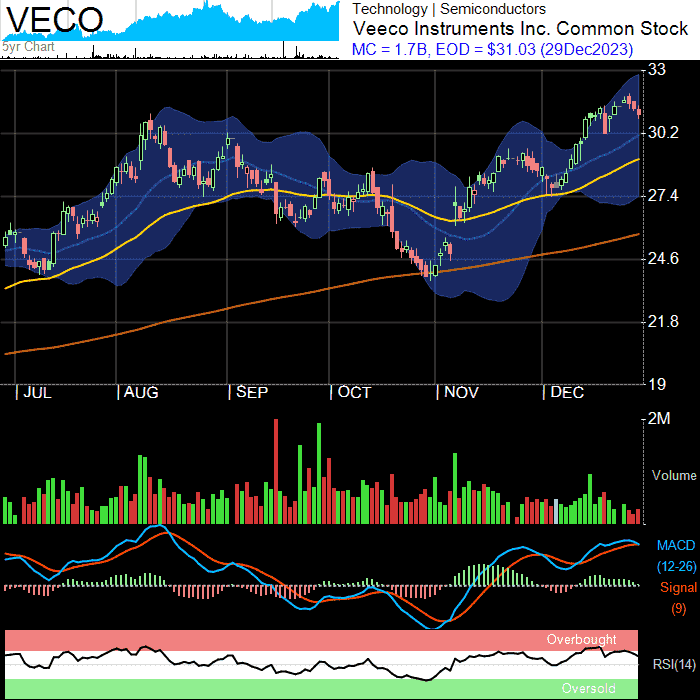 VECO
5yr Chart
Technology | Semiconductors
Veeco Instruments Inc. Common Stock
MC = 1.7B, EOD = $31.03 (29Dec2023)
33
30.2
27.4
24.6
21.8
19
| JUL | AUG | SEP | OCT | NOV | DEC
2M
Volume
MACD
(12-26)
Signal
(9)
Overbought
RSI(14)
Oversold